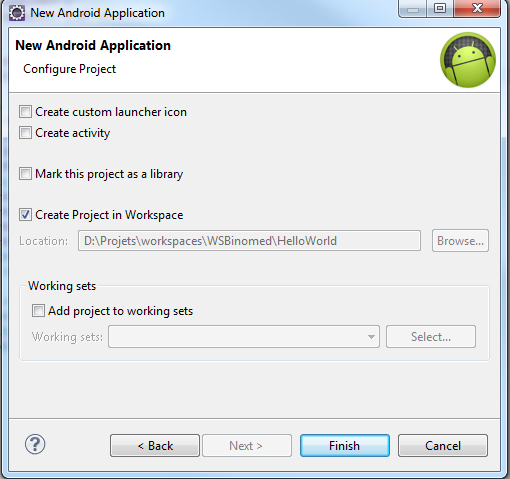 New Android Application
New Android Application
Configure Project
Create custom launcher icon
Create activity
Mark this project as a library
Create Project in Workspace
Location: D:\Projets\workspaces\WSBinomed\HelloWorld Browse...
Working sets
Add project to working sets
Working sets: Select...
? < Back Next > Finish Cancel